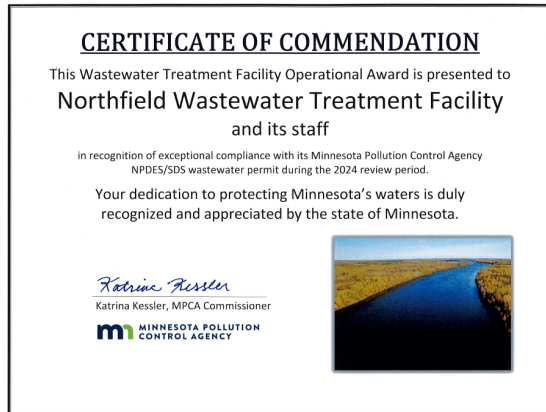 CERTIFICATE OF COMMENDATION
This Wastewater Treatment Facility Operational Award is presented to
Northfield Wastewater Treatment Facility
and its staff
in recognition of exceptional compliance with its Minnesota Pollution Control Agency
NPDES/SDS wastewater permit during the 2024 review period.
Your dedication to protecting Minnesota's waters is duly
recognized and appreciated by the state of Minnesota.
Katrina Kessler
Katrina Kessler, MPCA Commissioner
mn MINNESOTA POLLUTION
CONTROL AGENCY